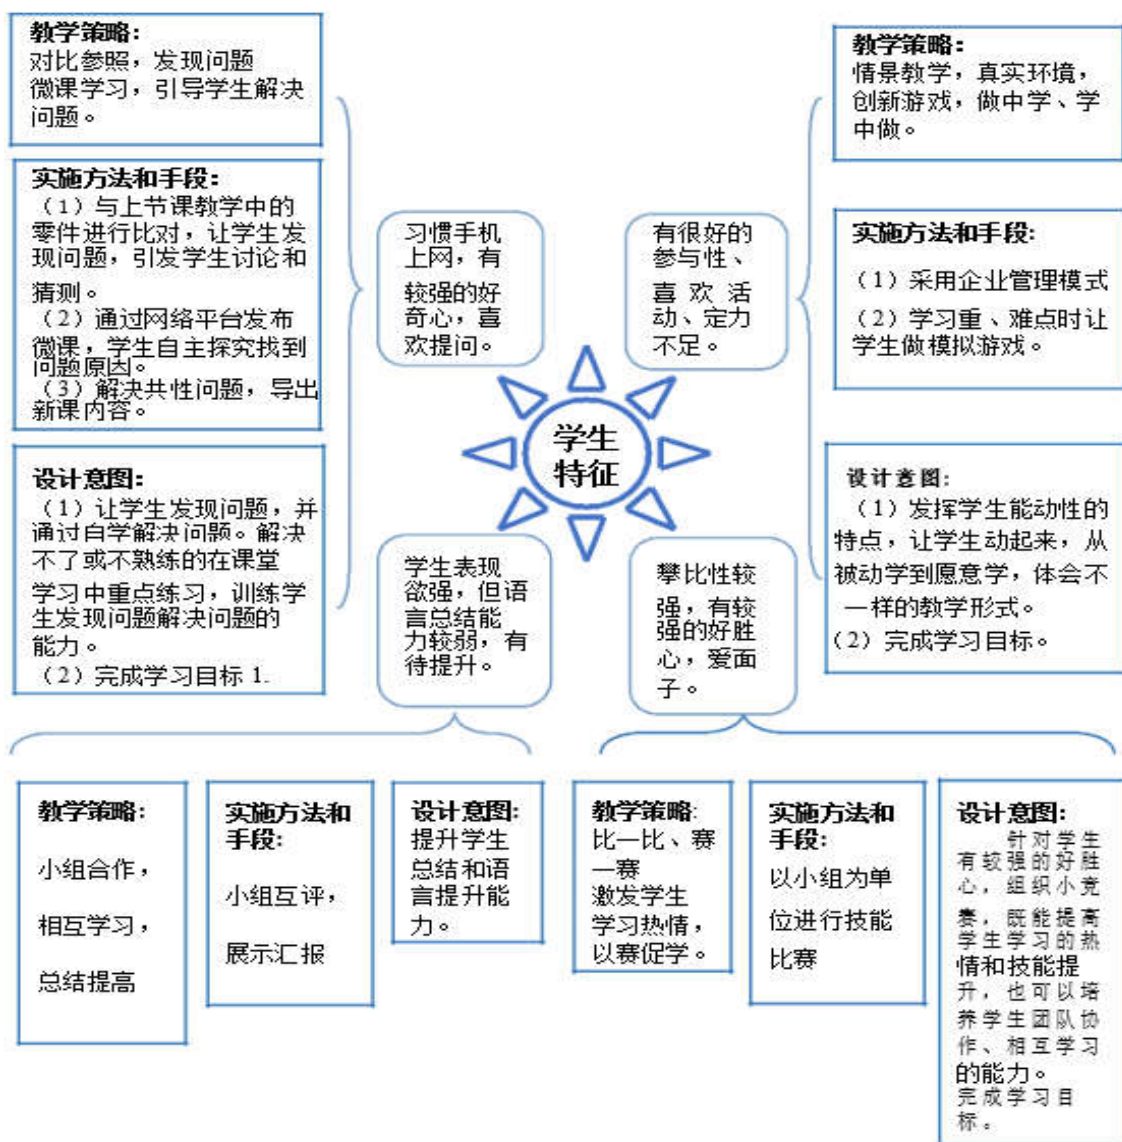 教学策略：
对比参照，发现问题
微课学习，引导学生解决
问题。
实施方法和手段：
（1）与上节课教学中的
零件进行比对，让学生发
现问题，引发学生讨论和
猜测。
（2）通过网络平台发布
微课，学生自主探究找到
问题原因。
（3）解决共性问题，导出
新课内容。
设计意图：
（1）让学生发现问题，并
通过自学解决问题。解决
不了或不熟练的在课堂
学习中重点练习，训练学
生发现问题解决问题的
能力。
（2）完成学习目标 1.
习惯手机
上网，有
较强的好
奇心，喜
欢提问。
有很好的
参与性、
喜欢活
动、定力
不足。
学生
特征
学生表现
欲强，但语
言总结能
力较弱，有
待提升。
攀比性较
强，有较
强的好胜
心，爱面
子。
教学策略：
情景教学，真实环境，
创新游戏，做中学、学
中做。
实施方法和手段：
（1）采用企业管理模式
（2）学习重、难点时让
学生做模拟游戏。
设计意图：
（1）发挥学生能动性的
特点，让学生动起来，从
被动学到愿意学，体会不
一样的教学形式。
（2）完成学习目标。
教学策略：
小组合作，
相互学习，
总结提高
实施方法和
手段：
小组互评，
展示汇报
设计意图：
提升学生
总结和语
言提升能
力。
教学策略：
比一比、赛
一赛
激发学生
学习热情，
以赛促学。
实施方法和
手段：
以小组为单
位进行技能
比赛
设计意图：
针对学生
有较强的好胜
心，组织小竞
赛，既能提高
学生学习的热
情和技能提
升，也可以培
养学生团队协
作、相互学习
的能力。
完成学习目
标。